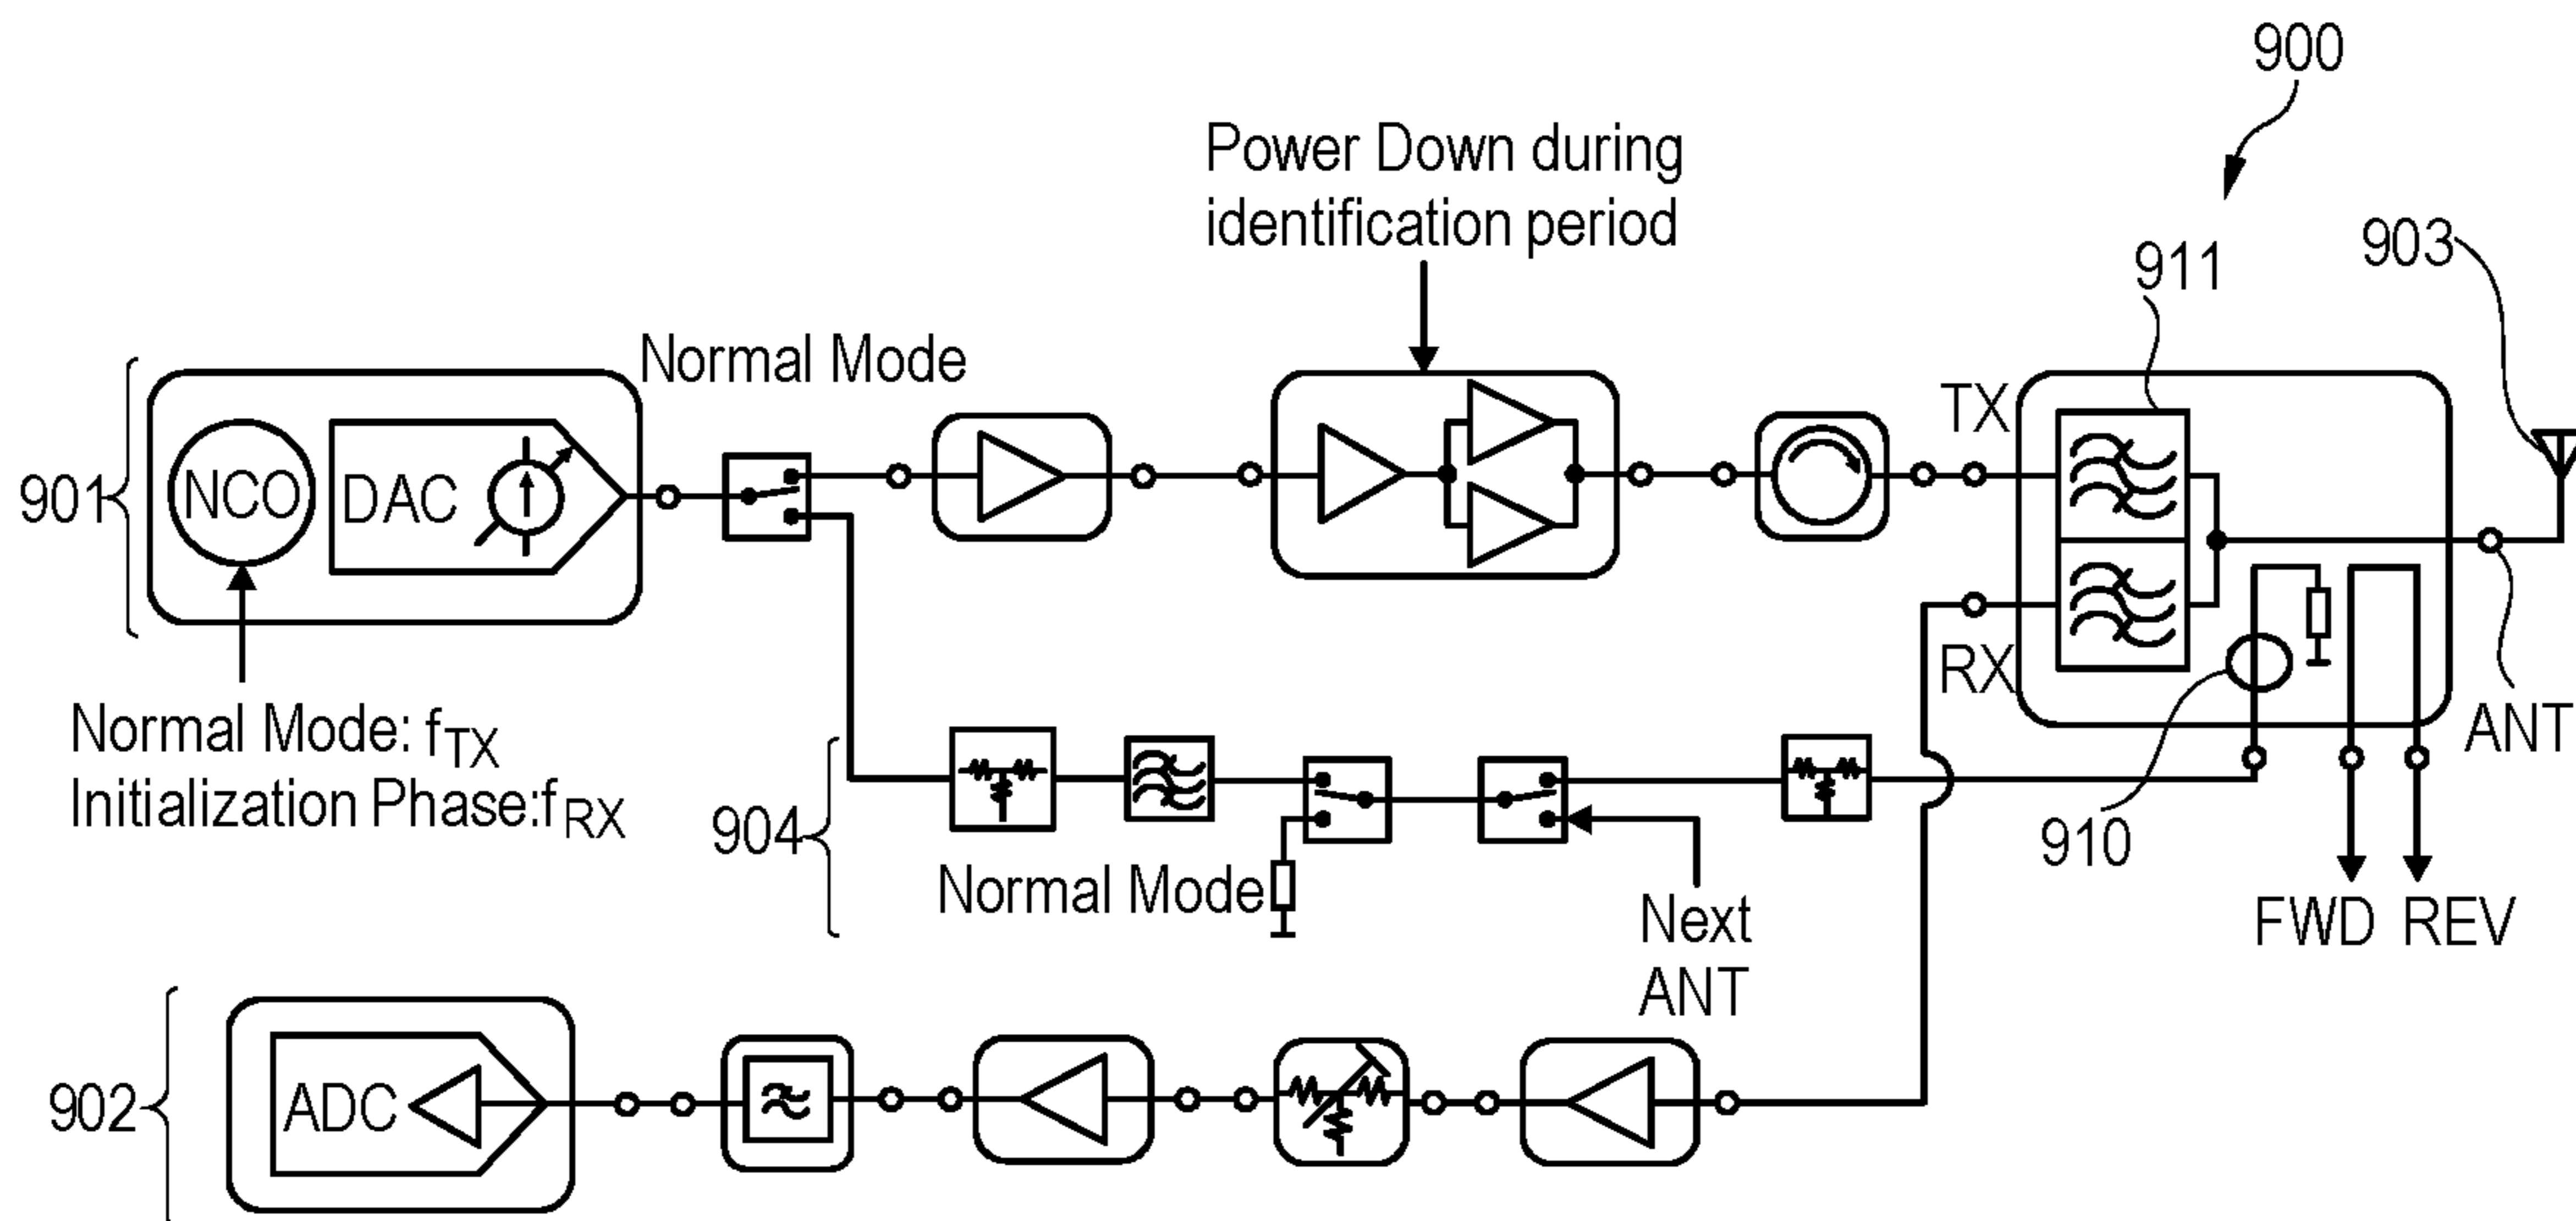 900
Power Down during
identification period
903
911
Normal Mode
TX
901
NCO
DAC
RX
Normal Mode: fTX
Initialization Phase:fRX
ANT
904
910
Normal Mode
Next
ANT
FWD
REV
902
ADC